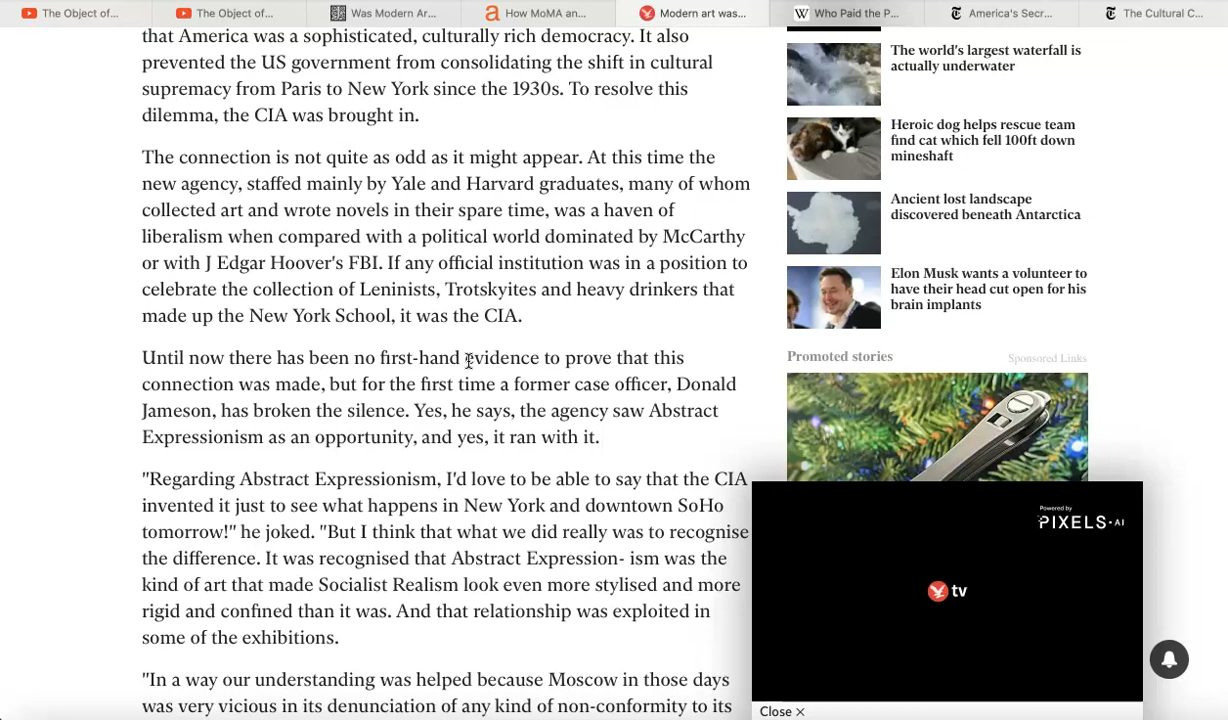 The Object of...
The Object of...
Was Modern Ar...
How MoMA an...
Modern art was...
Who Paid the P...
America's Secr...
The Cultural C...
that America was a sophisticated, culturally rich democracy. It also
prevented the US government from consolidating the shift in cultural
supremacy from Paris to New York since the 1930s. To resolve this
dilemma, the CIA was brought in.
The connection is not quite as odd as it might appear. At this time the
new agency, staffed mainly by Yale and Harvard graduates, many of whom
collected art and wrote novels in their spare time, was a haven of
liberalism when compared with a political world dominated by McCarthy
or with J Edgar Hoover's FBI. If any official institution was in a position to
celebrate the collection of Leninists, Trotskyites and heavy drinkers that
made up the New York School, it was the CIA.
Until now there has been no first-hand evidence to prove that this
connection was made, but for the first time a former case officer, Donald
Jameson, has broken the silence. Yes, he says, the agency saw Abstract
Expressionism as an opportunity, and yes, it ran with it.
"Regarding Abstract Expressionism, I'd love to be able to say that the CIA
invented it just to see what happens in New York and downtown SoHo
tomorrow!" he joked. "But I think that what we did really was to recognise
the difference. It was recognised that Abstract Expression- ism was the
kind of art that made Socialist Realism look even more stylised and more
rigid and confined than it was. And that relationship was exploited in
some of the exhibitions.
"In a way our understanding was helped because Moscow in those days
was very vicious in its denunciation of any kind of non-conformity to its
The world's largest waterfall is
actually underwater
Heroic dog helps rescue team
find cat which fell 100ft down
mineshaft
Ancient lost landscape
discovered beneath Antarctica
Elon Musk wants a volunteer to
have their head cut open for his
brain implants
Promoted stories
Sponsored Links
Powered by
PIXELS•AI
tv
Close ×